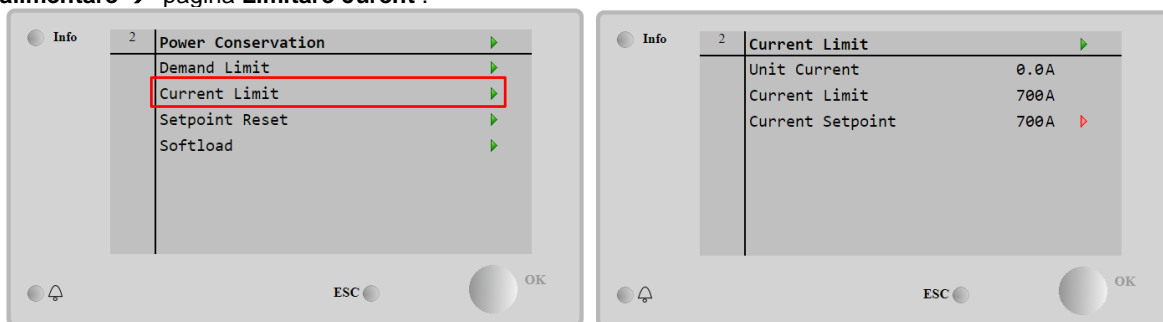 alimentare → pagina Limitare curent .
Info
2
Power Conservation
Demand Limit
Current Limit
Setpoint Reset
Softload
ESC
OK
Info
2
Current Limit
Unit Current 0.0A
Current Limit 700A
Current Setpoint 700A
ESC
OK